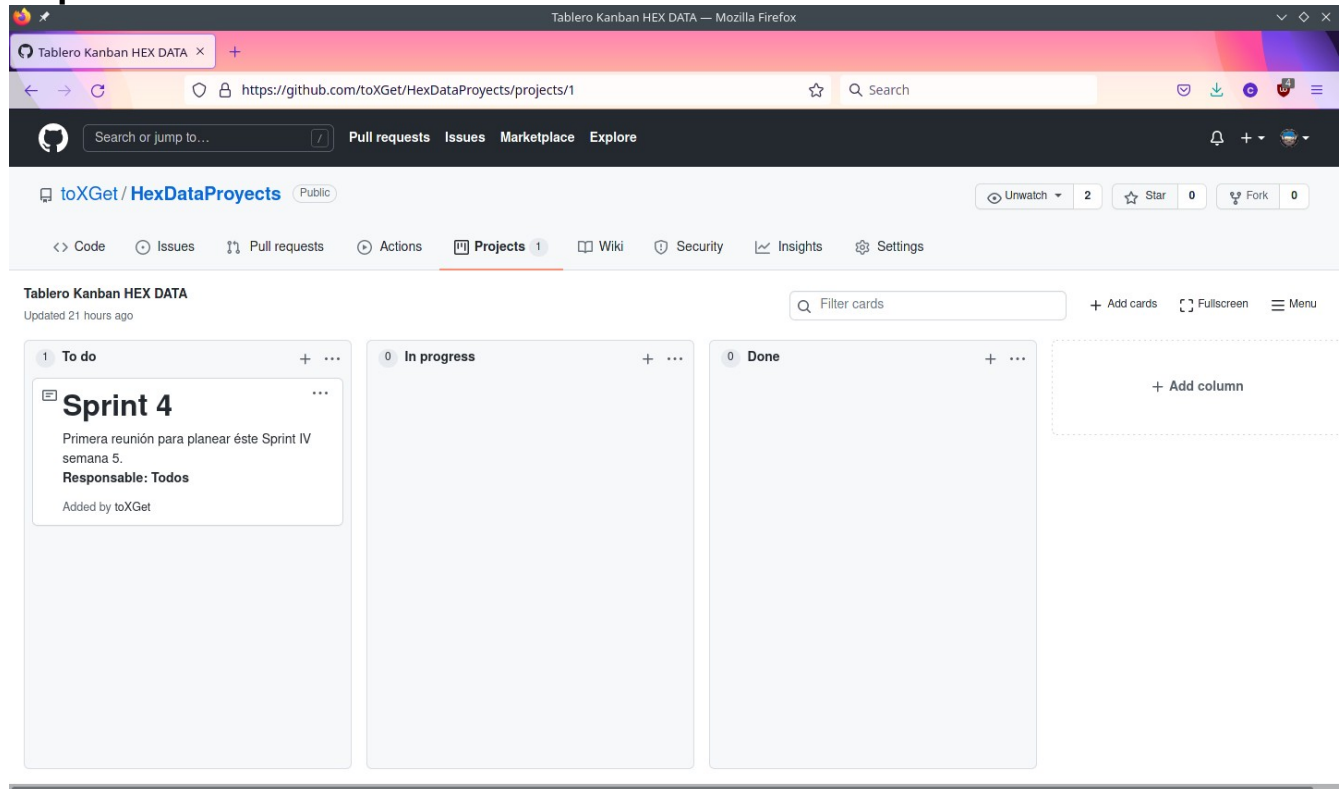 Tablero Kanban HEX DATA — Mozilla Firefox
Tablero Kanban HEX DATA
https://github.com/toXGet/HexDataProyects/projects/1
Search
4
Search or jump to...
/
Pull requests Issues Marketplace Explore
toXGet / HexDataProyects Public
Unwatch 2 Star 0 Fork 0
<> Code Issues Pull requests Actions Projects 1 Wiki Security Insights Settings
Tablero Kanban HEX DATA
Updated 21 hours ago
Filter cards
+ Add cards Fullscreen Menu
1 To do + ...
0 In progress + ...
0 Done + ...
+ Add column
Sprint 4 ...
Primera reunión para planear éste Sprint IV
semana 5.
Responsable: Todos
Added by toXGet